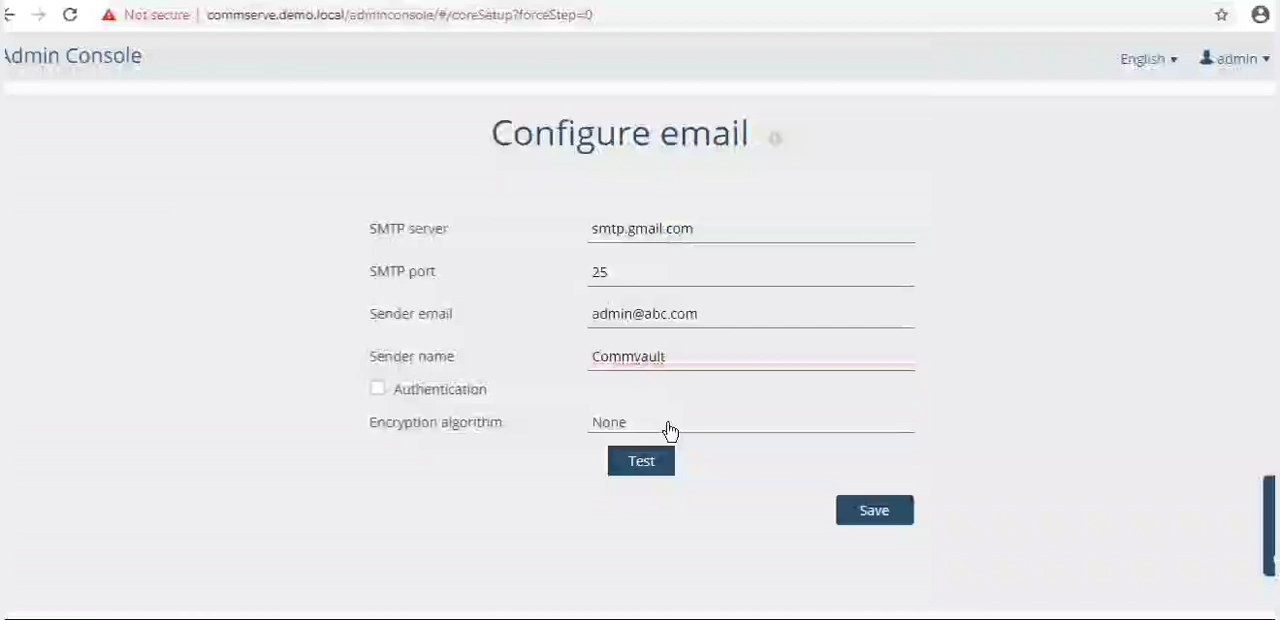 Not secure | commserve.demo.local/adminconsole/#/coreSetup?forceStep=0
Admin Console
English ▾ admin ▾
Configure email
SMTP server smtp.gmail.com
SMTP port 25
Sender email admin@abc.com
Sender name Commvault
Authentication
Encryption algorithm None
Test
Save